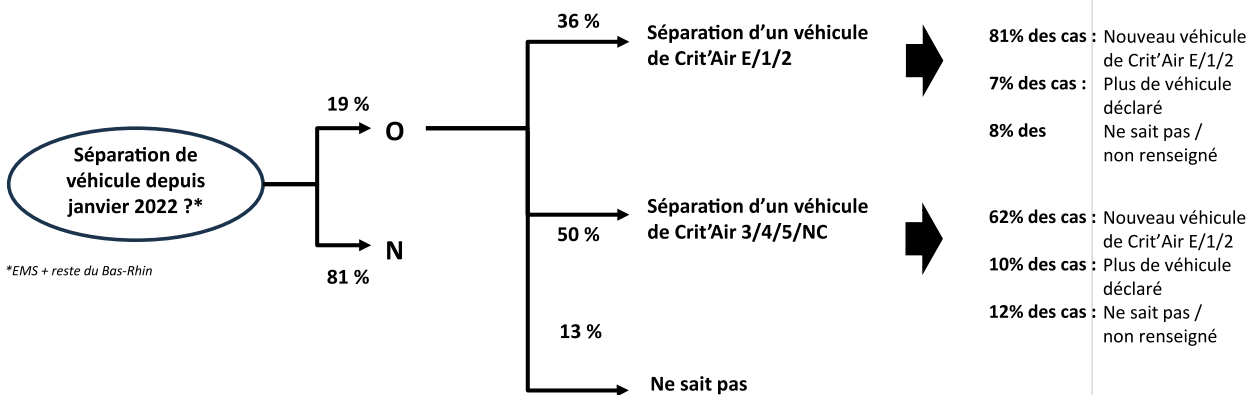 Séparation de
véhicule depuis
janvier 2022 ?*
*EMS + reste du Bas-Rhin
19 %
O
N
81 %
36 %
Séparation d'un véhicule
de Crit'Air E/1/2
50 %
Séparation d'un véhicule
de Crit'Air 3/4/5/NC
13 %
Ne sait pas
81% des cas : Nouveau véhicule
de Crit'Air E/1/2
7% des cas : Plus de véhicule
déclaré
8% des Ne sait pas /
non renseigné
62% des cas : Nouveau véhicule
de Crit'Air E/1/2
10% des cas : Plus de véhicule
déclaré
12% des cas : Ne sait pas /
non renseigné